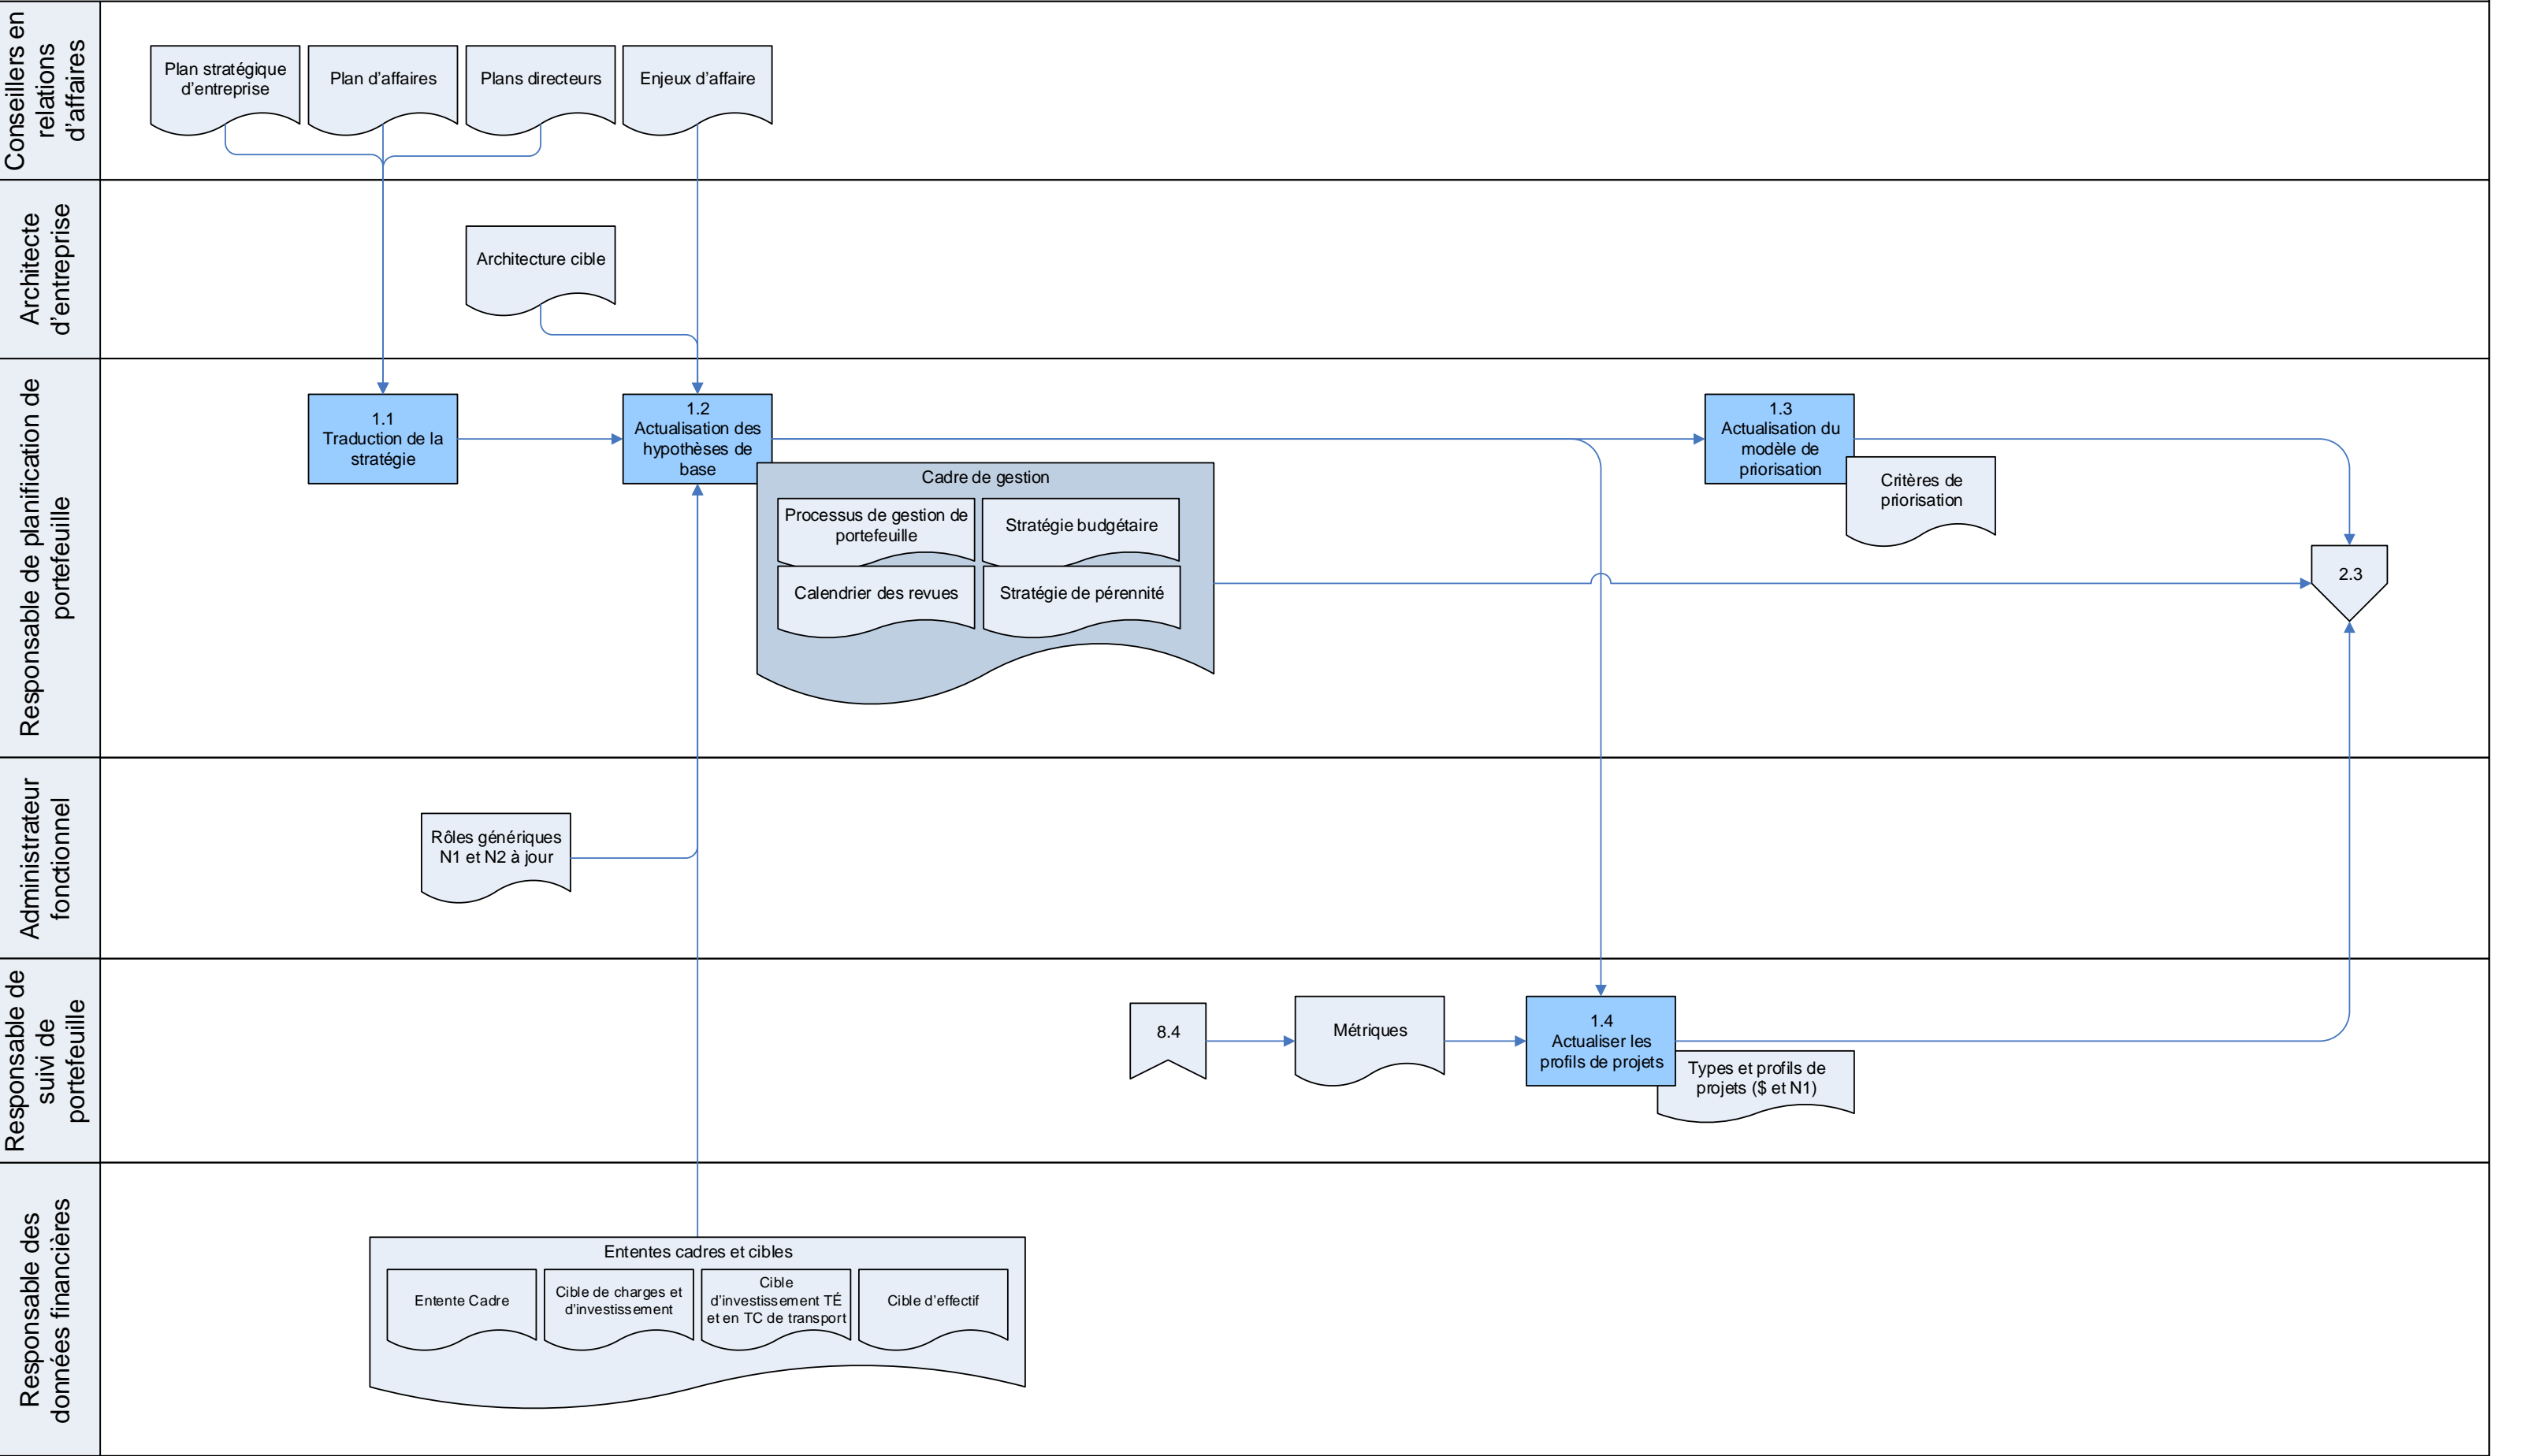 Conseillers en
relations
d’affaires
Plan stratégique
d’entreprise
Plan d’affaires
Plans directeurs
Enjeux d’affaire
Architecte
d’entreprise
Architecture cible
Responsable de planification de
portefeuille
1.1
Traduction de la
stratégie
1.2
Actualisation des
hypothèses de
base
Cadre de gestion
Processus de gestion de
portefeuille
Stratégie budgétaire
Calendrier des revues
Stratégie de pérennité
1.3
Actualisation du
modèle de
priorisation
Critères de
priorisation
2.3
Administrateur
fonctionnel
Rôles génériques
N1 et N2 à jour
Responsable de
suivi de
portefeuille
8.4
Métriques
1.4
Actualiser les
profils de projets
Types et profils de
projets ($ et N1)
Responsable des
données financières
Ententes cadres et cibles
Entente Cadre
Cible de charges et
d’investissement
Cible
d’investissement TÉ
et en TC de transport
Cible d’effectif